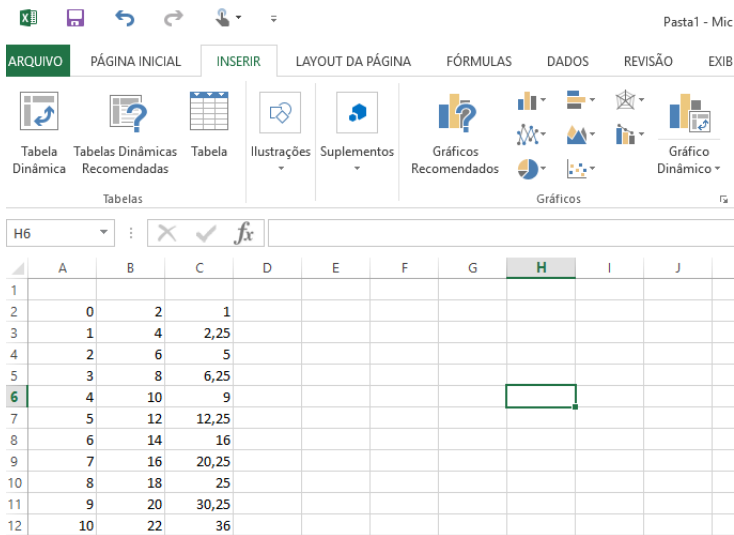 Pasta1 - Mic
ARQUIVO PÁGINA INICIAL INSERIR LAYOUT DA PÁGINA FÓRMULAS DADOS REVISÃO EXIB
Tabela Dinâmica
Tabelas Dinâmicas Recomendadas
Tabela
Ilustrações
Suplementos
Gráficos Recomendados
Gráfico Dinâmico
Tabelas
Gráficos
H6 fx
A B C D E F G H I J
1
2 0 2 1
3 1 4 2,25
4 2 6 5
5 3 8 6,25
6 4 10 9
7 5 12 12,25
8 6 14 16
9 7 16 20,25
10 8 18 25
11 9 20 30,25
12 10 22 36